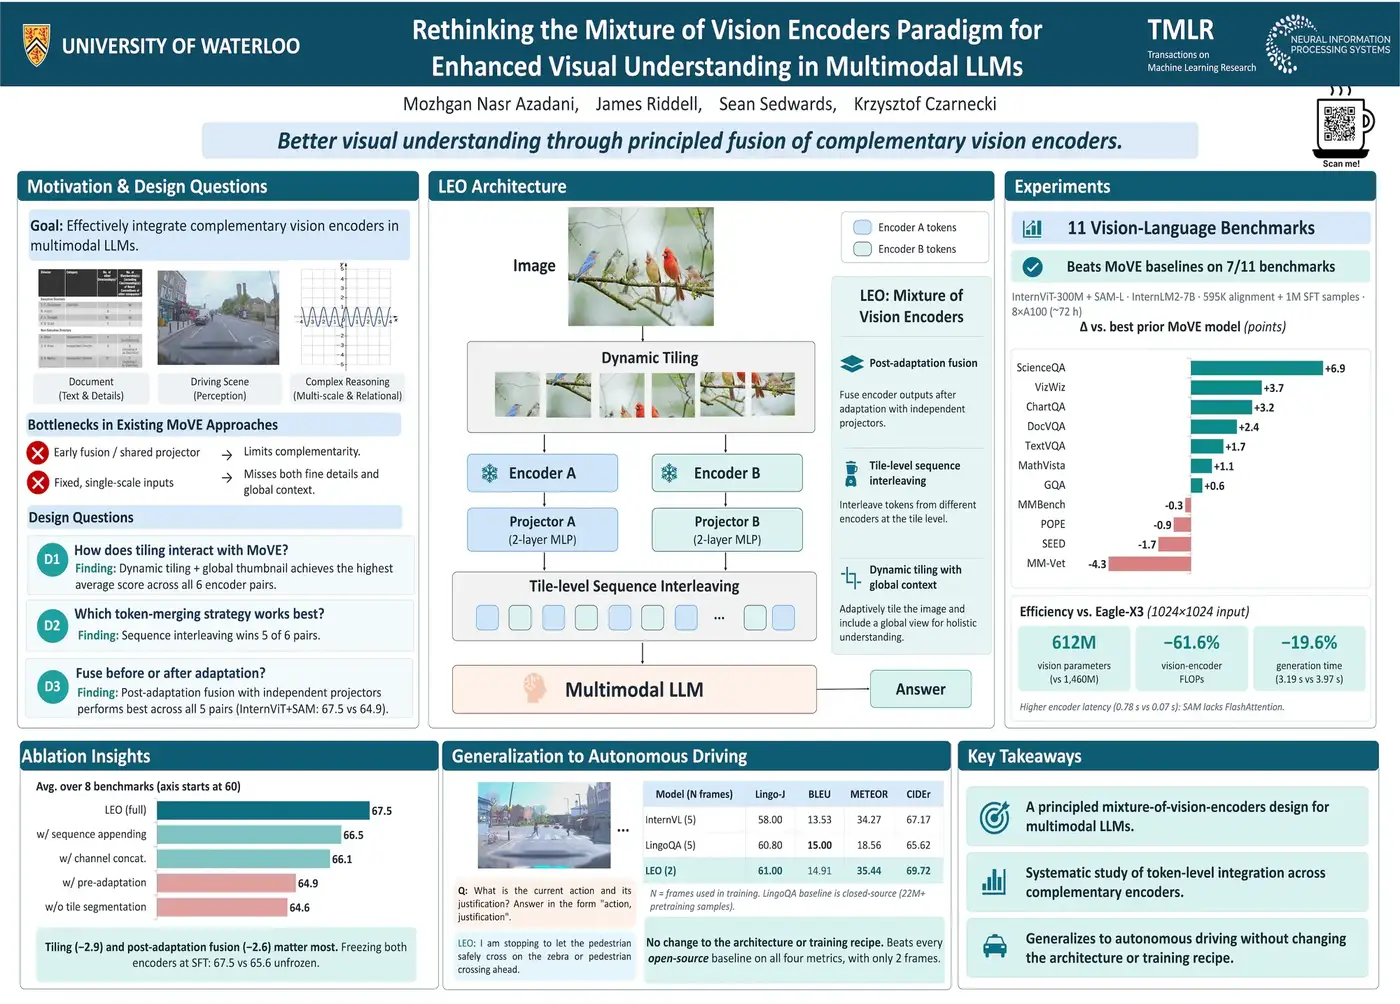 UNIVERSITY OF WATERLOO
Rethinking the Mixture of Vision Encoders Paradigm for
Enhanced Visual Understanding in Multimodal LLMs
TMLR
Transactions on
Machine Learning Research
NEURAL INFORMATION
PROCESSING SYSTEMS
Mozhgan Nasr Azadani, James Riddell, Sean Sedwards, Krzysztof Czarnecki
Better visual understanding through principled fusion of complementary vision encoders.
Scan me!
Motivation & Design Questions
Goal: Effectively integrate complementary vision encoders in
multimodal LLMs.
Document
(Text & Details)
Driving Scene
(Perception)
Complex Reasoning
(Multi-scale & Relational)
Bottlenecks in Existing MoVE Approaches
Early fusion / shared projector → Limits complementarity.
Fixed, single-scale inputs → Misses both fine details and
global context.
Design Questions
D1
How does tiling interact with MoVE?
Finding: Dynamic tiling + global thumbnail achieves the highest
average score across all 6 encoder pairs.
D2
Which token-merging strategy works best?
Finding: Sequence interleaving wins 5 of 6 pairs.
D3
Fuse before or after adaptation?
Finding: Post-adaptation fusion with independent projectors
performs best across all 5 pairs (InternViT+SAM: 67.5 vs 64.9).
LEO Architecture
Image
Encoder A tokens
Encoder B tokens
Dynamic Tiling
Encoder A
Encoder B
Projector A
(2-layer MLP)
Projector B
(2-layer MLP)
Tile-level Sequence Interleaving
...
Multimodal LLM
Answer
LEO: Mixture of
Vision Encoders
Post-adaptation fusion
Fuse encoder outputs after
adaptation with independent
projectors.
Tile-level sequence
interleaving
Interleave tokens from different
encoders at the tile level.
Dynamic tiling with
global context
Adaptively tile the image and
include a global view for holistic
understanding.
Experiments
11 Vision-Language Benchmarks
Beats MoVE baselines on 7/11 benchmarks
InternViT-300M + SAM-L · InternLM2-7B · 595K alignment + 1M SFT samples ·
8×A100 (~72 h)
Δ vs. best prior MoVE model (points)
ScienceQA +6.9
VizWiz +3.7
ChartQA +3.2
DocVQA +2.4
TextVQA +1.7
MathVista +1.1
GQA +0.6
MMBench -0.3
POPE -0.9
SEED -1.7
MM-Vet -4.3
Efficiency vs. Eagle-X3 (1024×1024 input)
612M
vision parameters
(vs 1,460M)
−61.6%
vision-encoder
FLOPs
−19.6%
generation time
(3.19 s vs 3.97 s)
Higher encoder latency (0.78 s vs 0.07 s): SAM lacks FlashAttention.
Ablation Insights
Avg. over 8 benchmarks (axis starts at 60)
LEO (full) 67.5
w/ sequence appending 66.5
w/ channel concat. 66.1
w/ pre-adaptation 64.9
w/o tile segmentation 64.6
Tiling (−2.9) and post-adaptation fusion (−2.6) matter most. Freezing both
encoders at SFT: 67.5 vs 65.6 unfrozen.
Generalization to Autonomous Driving
...
Q: What is the current action and its
justification? Answer in the form "action,
justification".
LEO: I am stopping to let the pedestrian
safely cross on the zebra or pedestrian
crossing ahead.
Model (N frames) Lingo-J BLEU METEOR CIDEr
InternVL (5) 58.00 13.53 34.27 67.17
LingoQA (5) 60.80 15.00 18.56 65.62
LEO (2) 61.00 14.91 35.44 69.72
N = frames used in training. LingoQA baseline is closed-source (22M+
pretraining samples).
No change to the architecture or training recipe. Beats every
open-source baseline on all four metrics, with only 2 frames.
Key Takeaways
A principled mixture-of-vision-encoders design for
multimodal LLMs.
Systematic study of token-level integration across
complementary encoders.
Generalizes to autonomous driving without changing
the architecture or training recipe.